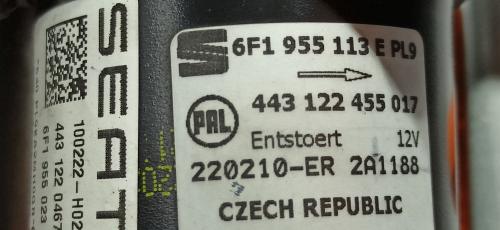 6F1 955 113 E PL9
PAL
443 122 455 017
Entstoert 12V
220210-ER 2A1188
CZECH REPUBLIC
SEAT
100222-H02
443 122 0467
6F1 955 023